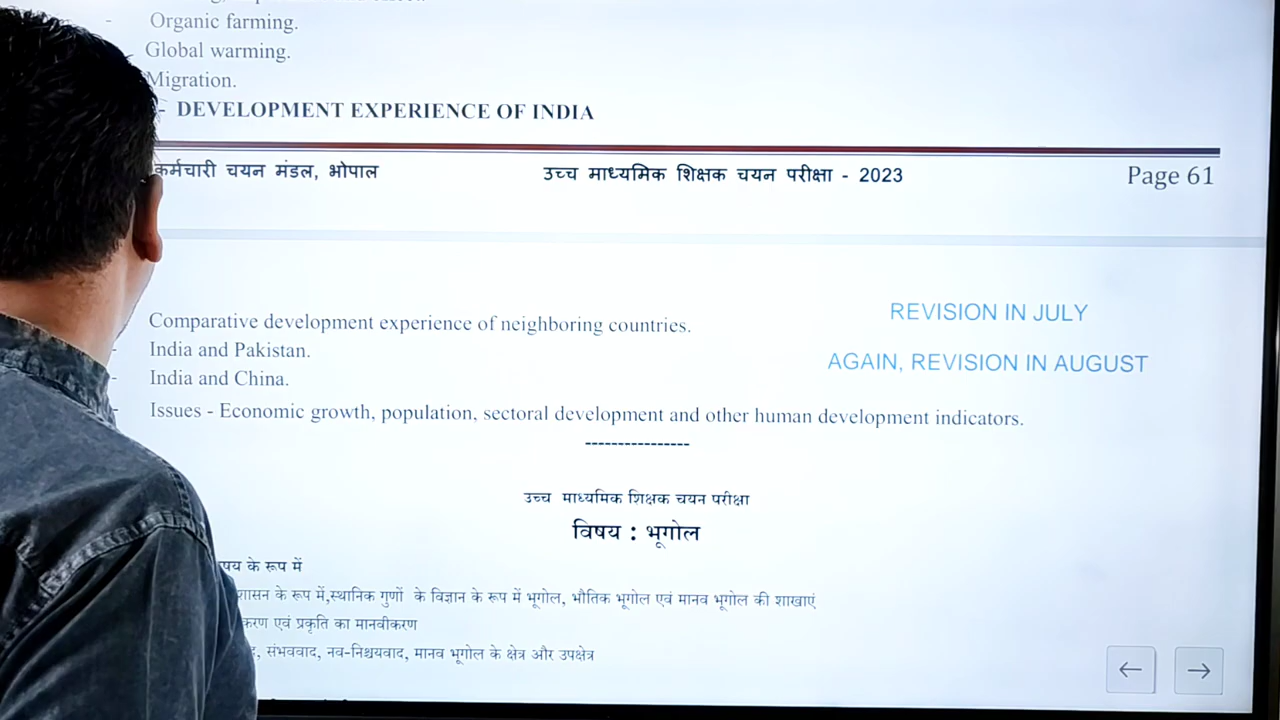 - Organic farming.
Global warming.
Migration.
- DEVELOPMENT EXPERIENCE OF INDIA
कर्मचारी चयन मंडल, भोपाल उच्च माध्यमिक शिक्षक चयन परीक्षा - 2023 Page 61
Comparative development experience of neighboring countries.
REVISION IN JULY
- India and Pakistan.
AGAIN, REVISION IN AUGUST
- India and China.
- Issues - Economic growth, population, sectoral development and other human development indicators.
----------------
उच्च माध्यमिक शिक्षक चयन परीक्षा
विषय : भूगोल
के रूप में
के रूप में,स्थानिक गुणों के विज्ञान के रूप में भूगोल, भौतिक भूगोल एवं मानव भूगोल की शाखाएं
एवं प्रकृति का मानवीकरण
संभववाद, नव-निश्चयवाद, मानव भूगोल के क्षेत्र और उपक्षेत्र